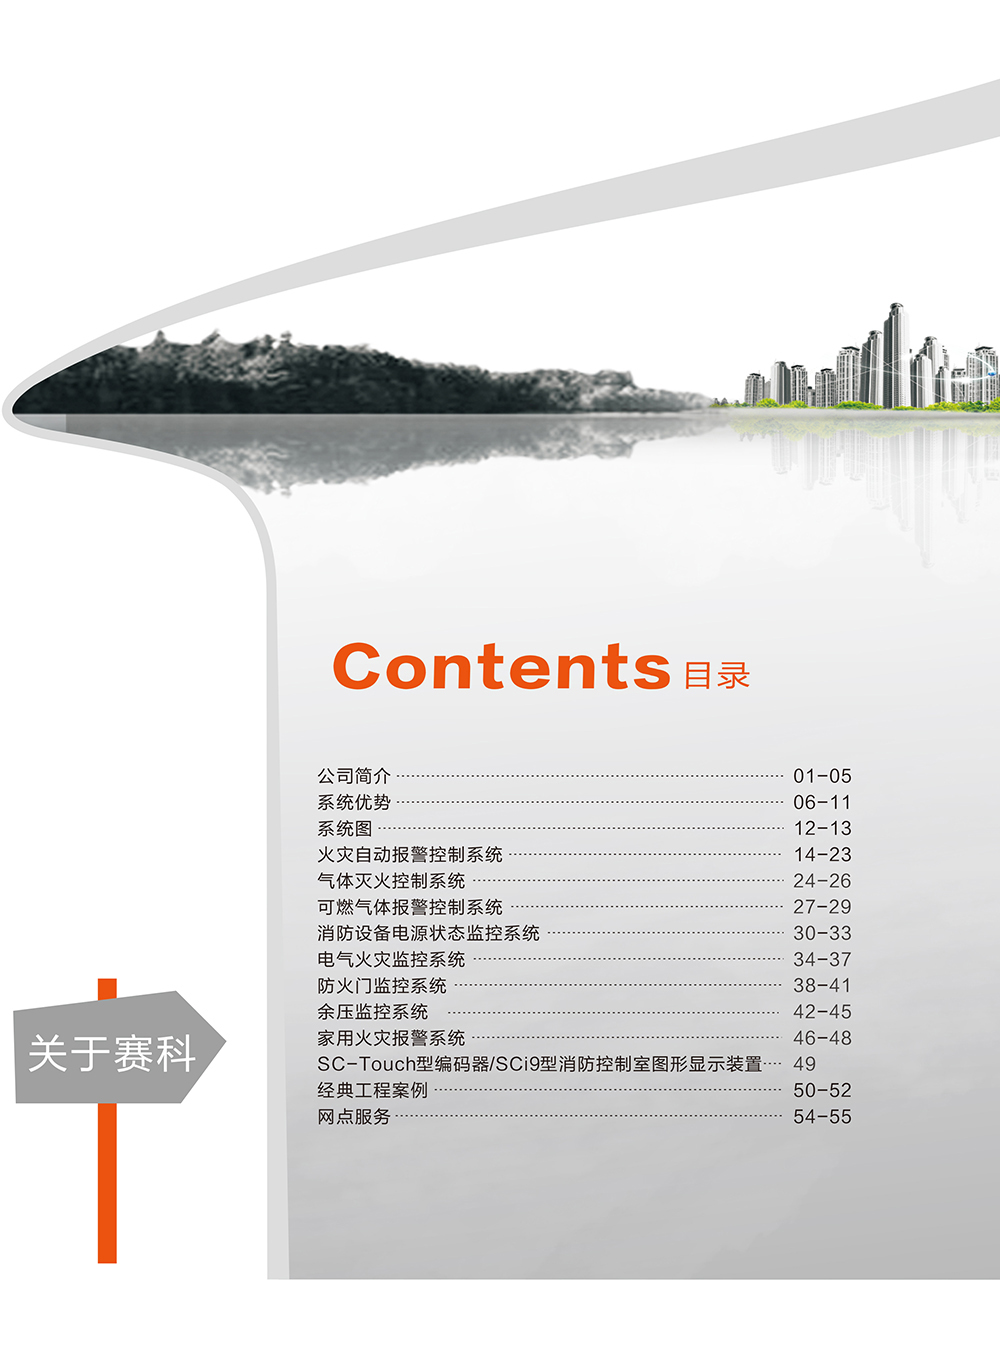 Contents 目录
公司简介 01-05
系统优势 06-11
系统图 12-13
火灾自动报警控制系统 14-23
气体灭火控制系统 24-26
可燃气体报警控制系统 27-29
消防设备电源状态监控系统 30-33
电气火灾监控系统 34-37
防火门监控系统 38-41
余压监控系统 42-45
家用火灾报警系统 46-48
SC-Touch型编码器/SCi9型消防控制室图形显示装置 49
经典工程案例 50-52
网点服务 54-55
关于赛科